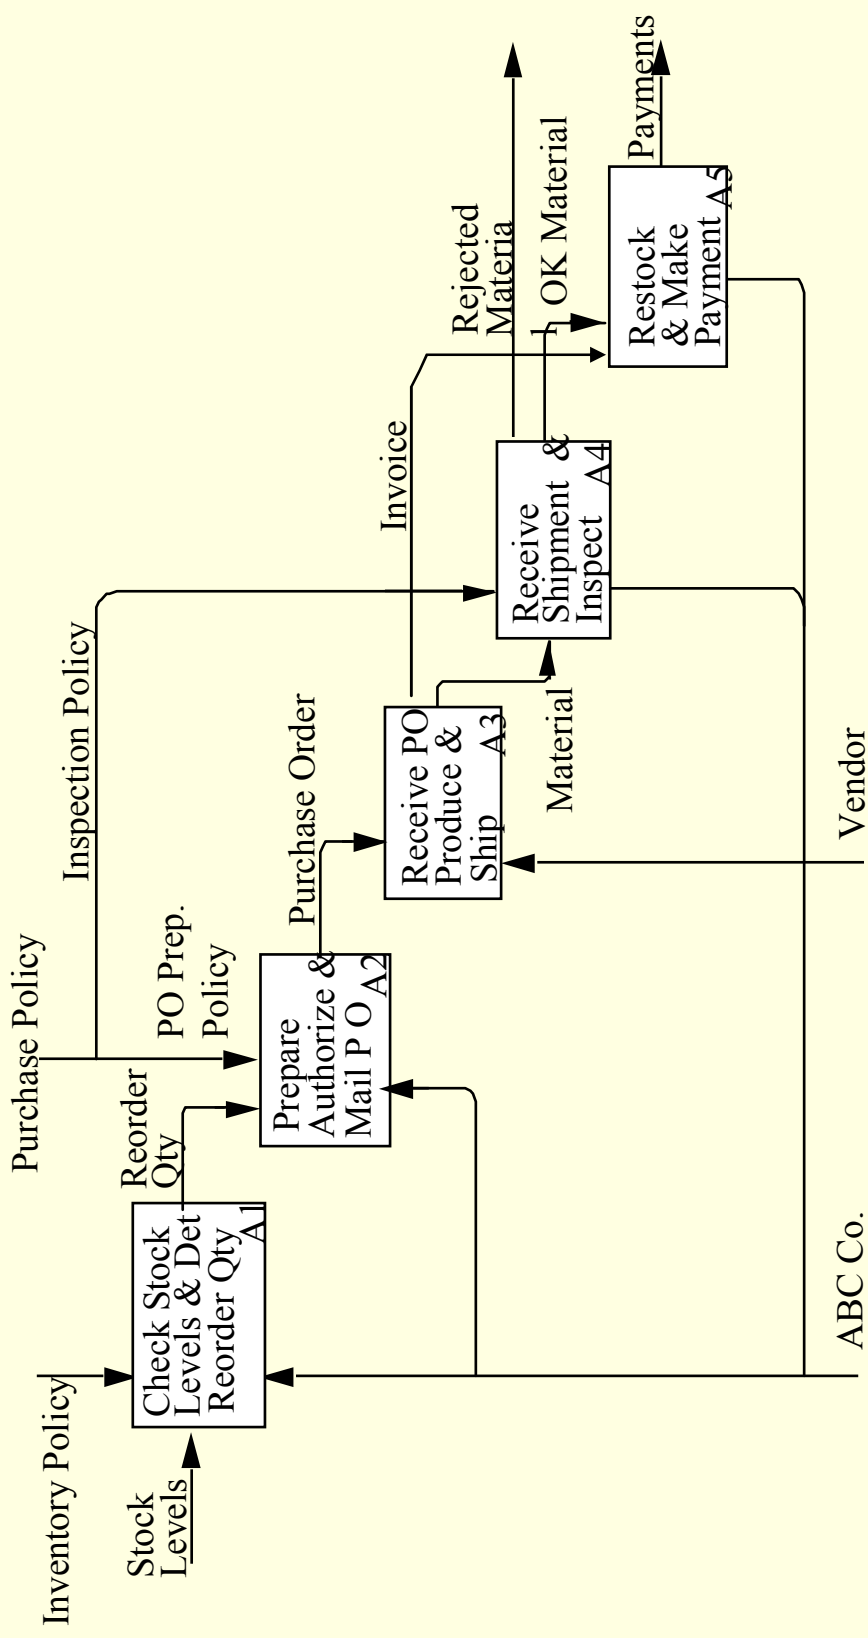 Inventory Policy
Purchase Policy
Inspection Policy
Stock
Levels
Check Stock
Levels & Det
Reorder Qty
A1
Reorder
Qty
PO Prep.
Policy
Prepare
Authorize &
Mail P O
A2
Purchase Order
Receive PO
Produce &
Ship
A3
Invoice
Material
Receive
Shipment &
Inspect
A4
Rejected
Materia
l
OK Material
Restock
& Make
Payment
A5
Payments
ABC Co.
Vendor